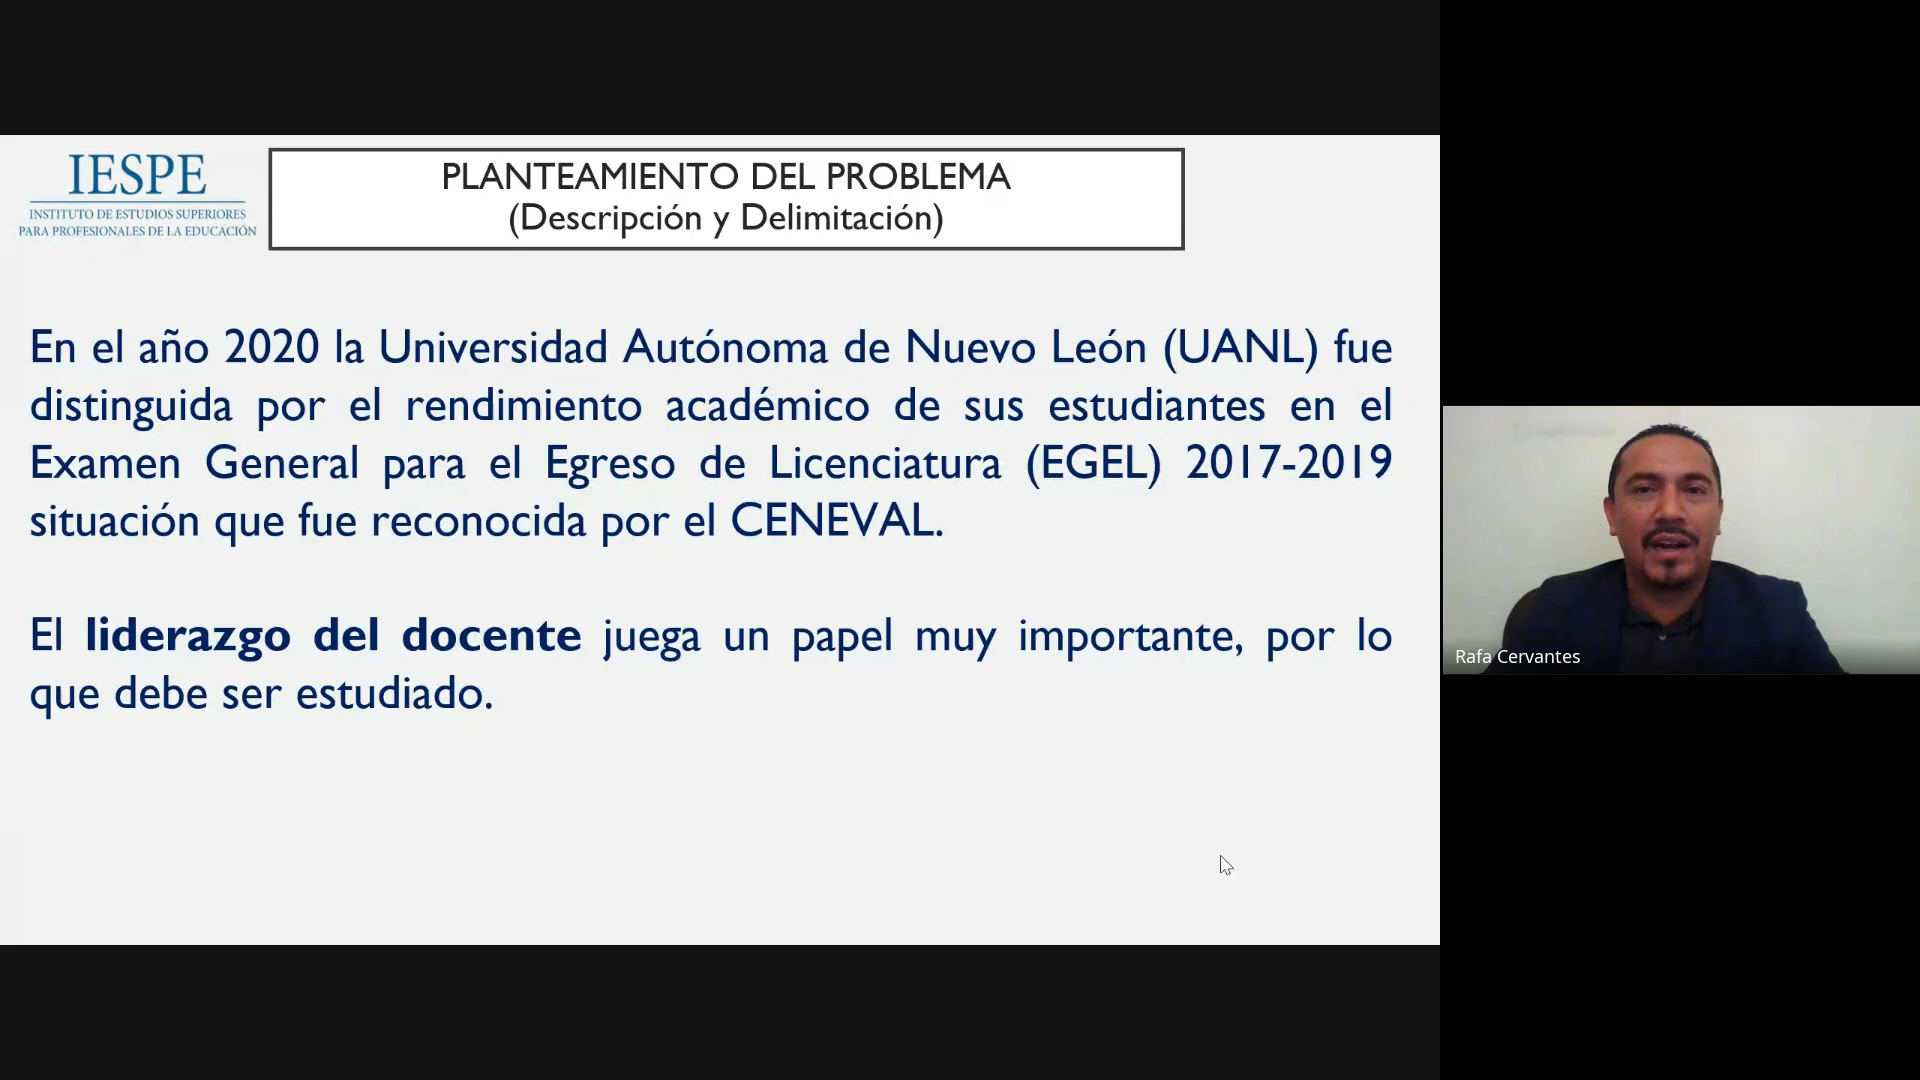 IESPE
INSTITUTO DE ESTUDIOS SUPERIORES
PARA PROFESIONALES DE LA EDUCACIÓN
PLANTEAMIENTO DEL PROBLEMA
(Descripción y Delimitación)
En el año 2020 la Universidad Autónoma de Nuevo León (UANL) fue
distinguida por el rendimiento académico de sus estudiantes en el
Examen General para el Egreso de Licenciatura (EGEL) 2017-2019
situación que fue reconocida por el CENEVAL.
El liderazgo del docente juega un papel muy importante, por lo
que debe ser estudiado.
Rafa Cervantes